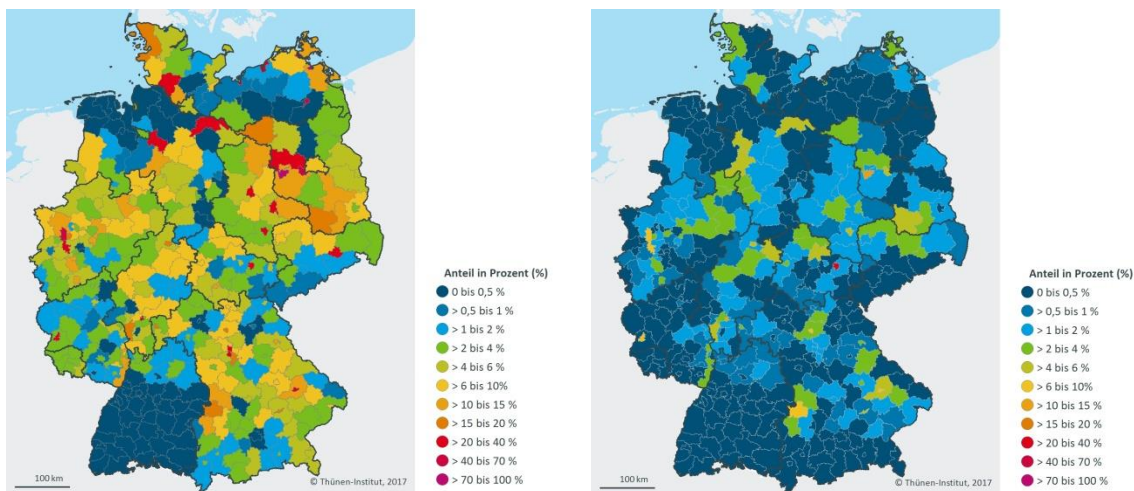 Anteil in Prozent (%)
0 bis 0,5 %
> 0,5 bis 1 %
> 1 bis 2 %
> 2 bis 4 %
> 4 bis 6 %
> 6 bis 10%
> 10 bis 15 %
> 15 bis 20 %
> 20 bis 40 %
> 40 bis 70 %
> 70 bis 100 %
100 km
© Thünen-Institut, 2017
Anteil in Prozent (%)
0 bis 0,5 %
> 0,5 bis 1 %
> 1 bis 2 %
> 2 bis 4 %
> 4 bis 6 %
> 6 bis 10%
> 10 bis 15 %
> 15 bis 20 %
> 20 bis 40 %
> 40 bis 70 %
> 70 bis 100 %
100 km
© Thünen-Institut, 2017